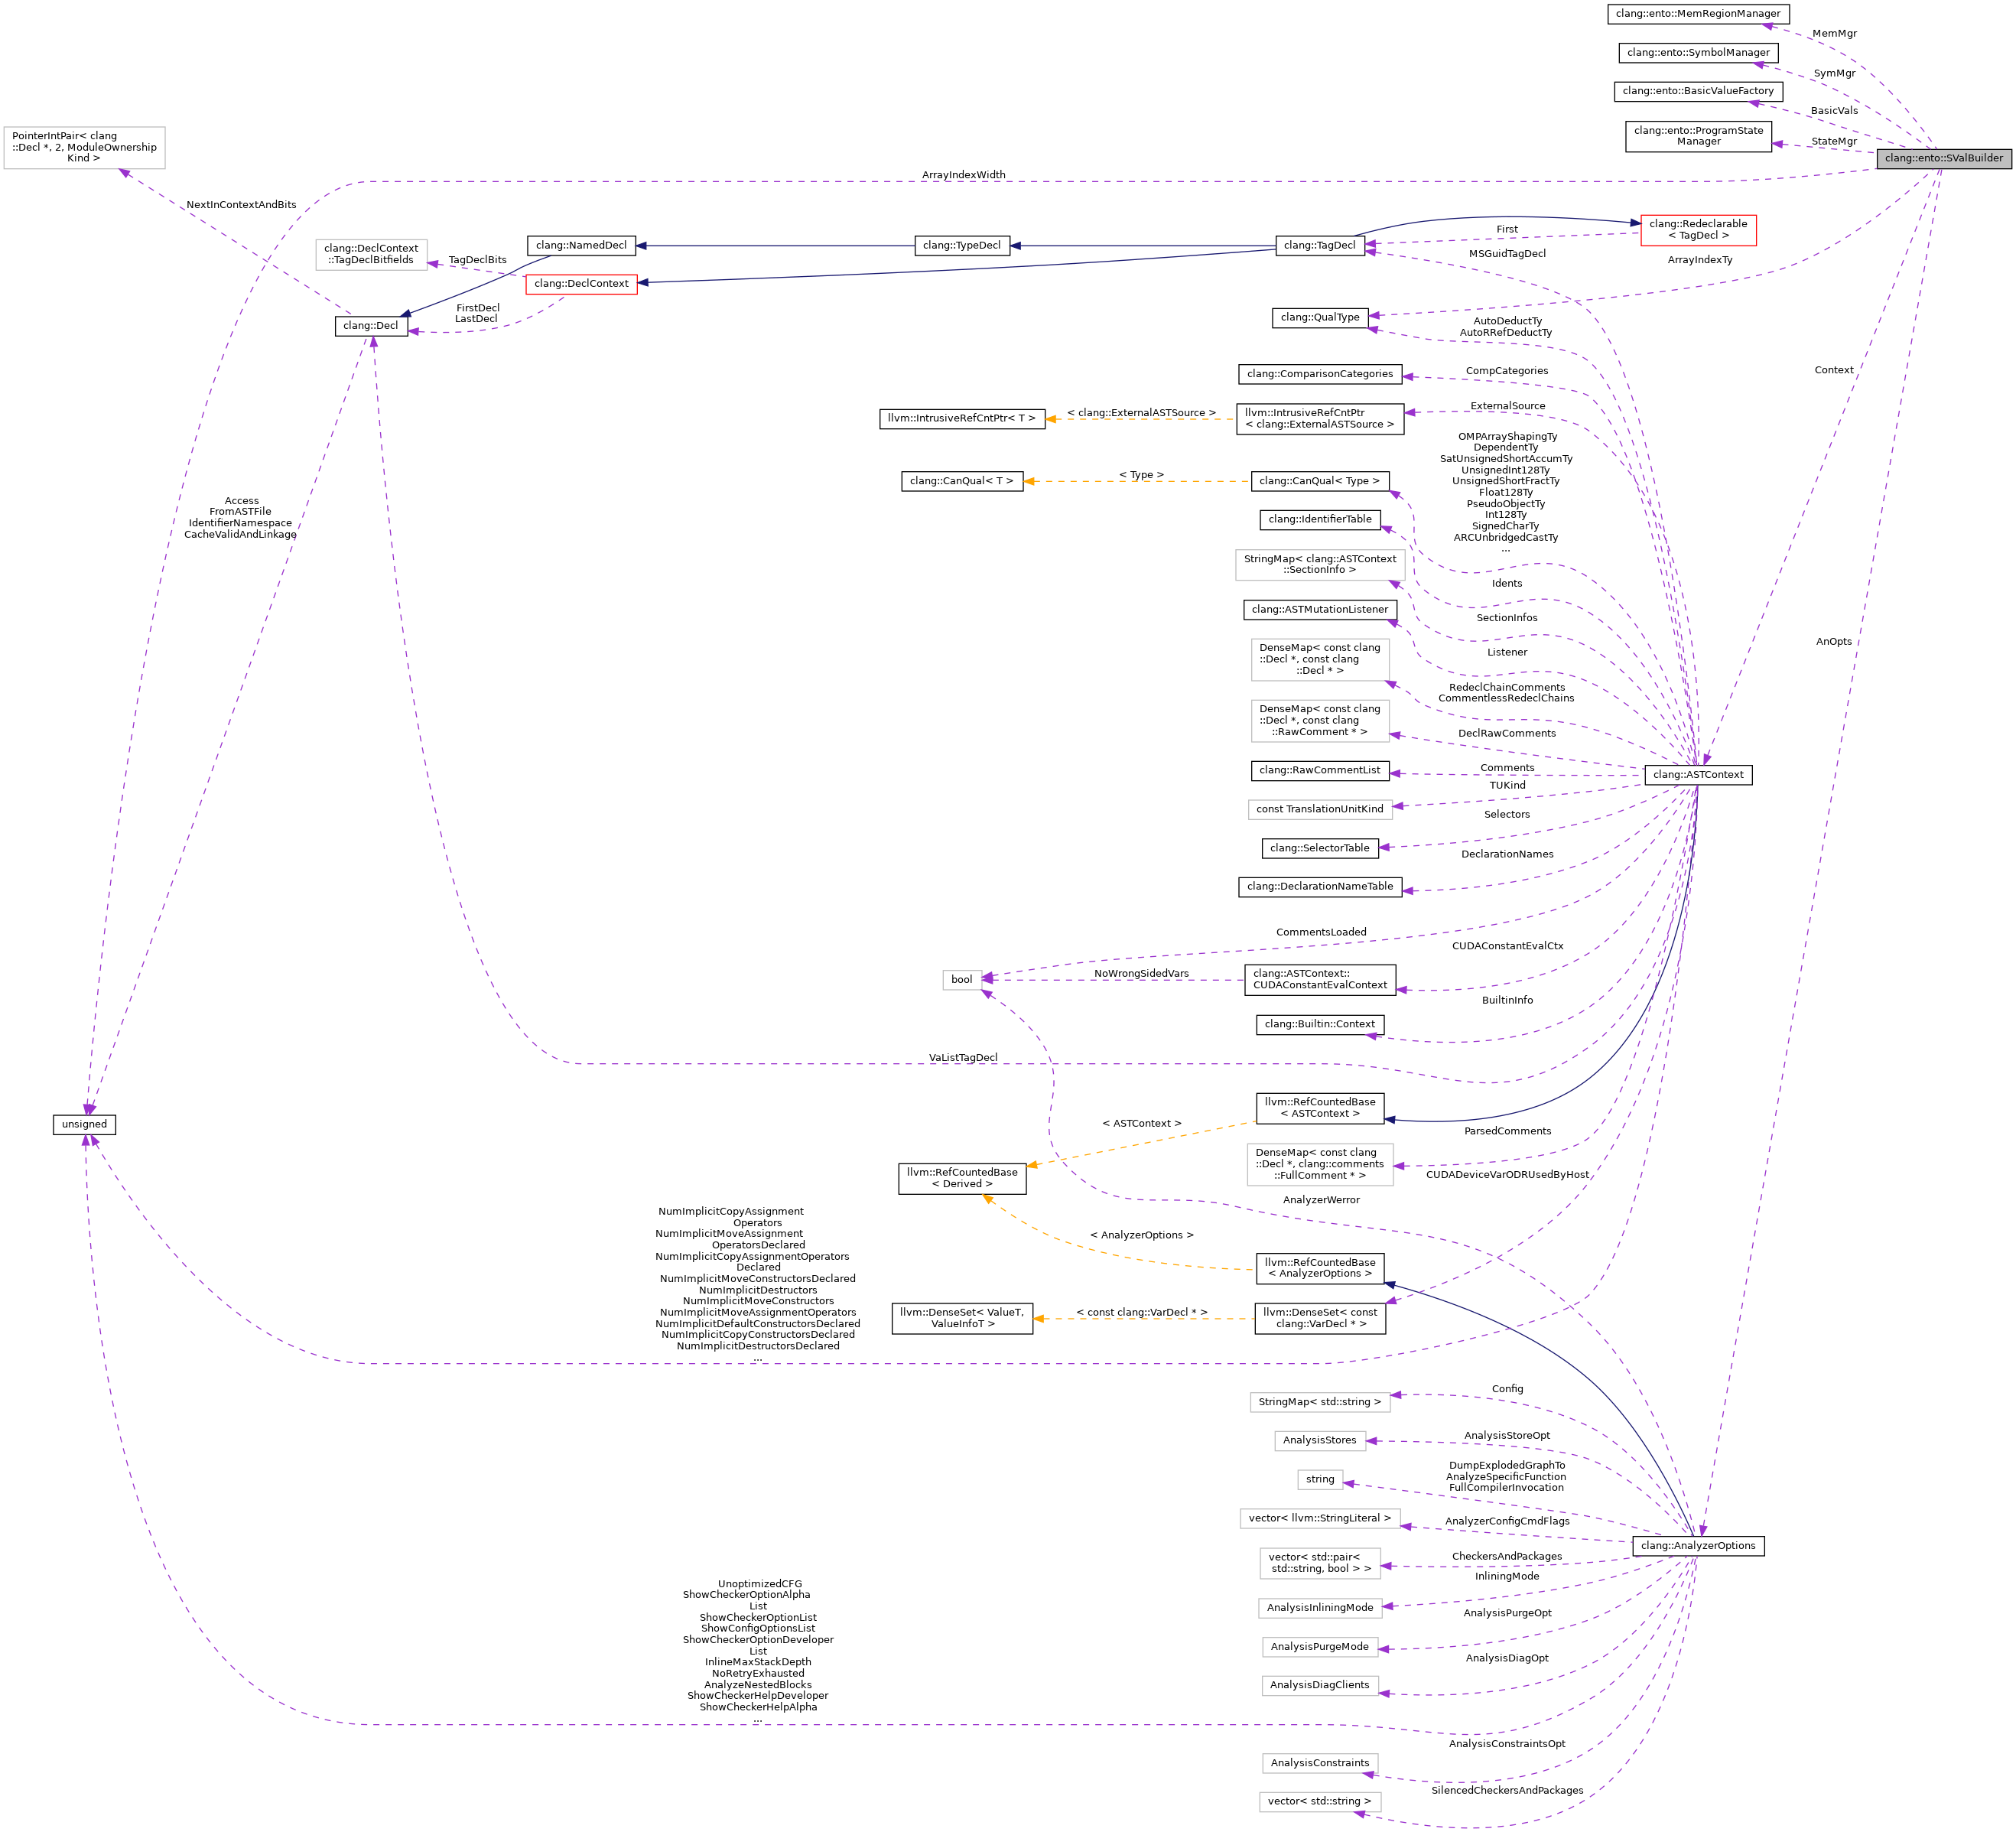 clang::ento::MemRegionManager
MemMgr
clang::ento::SymbolManager
SymMgr
clang::ento::BasicValueFactory
BasicVals
clang::ento::ProgramState
Manager
StateMgr
clang::ento::SValBuilder
PointerIntPair< clang
::Decl *, 2, ModuleOwnership
Kind >
ArrayIndexWidth
NextInContextAndBits
clang::DeclContext
::TagDeclBitfields
TagDeclBits
clang::NamedDecl
clang::TypeDecl
clang::TagDecl
First
clang::Redeclarable
< TagDecl >
MSGuidTagDecl
ArrayIndexTy
clang::DeclContext
FirstDecl
LastDecl
clang::Decl
clang::QualType
AutoDeductTy
AutoRRefDeductTy
clang::ComparisonCategories
CompCategories
Context
llvm::IntrusiveRefCntPtr< T >
< clang::ExternalASTSource >
llvm::IntrusiveRefCntPtr
< clang::ExternalASTSource >
ExternalSource
OMPArrayShapingTy
DependentTy
SatUnsignedShortAccumTy
UnsignedInt128Ty
UnsignedShortFractTy
Float128Ty
PseudoObjectTy
Int128Ty
SignedCharTy
ARCUnbridgedCastTy
...
clang::CanQual< T >
< Type >
clang::CanQual< Type >
Access
FromASTFile
IdentifierNamespace
CacheValidAndLinkage
clang::IdentifierTable
Idents
StringMap< clang::ASTContext
::SectionInfo >
SectionInfos
clang::ASTMutationListener
Listener
AnOpts
DenseMap< const clang
::Decl *, const clang
::Decl * >
RedeclChainComments
CommentlessRedeclChains
DenseMap< const clang
::Decl *, const clang
::RawComment * >
DeclRawComments
clang::RawCommentList
Comments
clang::ASTContext
const TranslationUnitKind
TUKind
clang::SelectorTable
Selectors
clang::DeclarationNameTable
DeclarationNames
CommentsLoaded
CUDAConstantEvalCtx
bool
NoWrongSidedVars
clang::ASTContext::
CUDAConstantEvalContext
clang::Builtin::Context
BuiltinInfo
VaListTagDecl
unsigned
llvm::RefCountedBase
< ASTContext >
< ASTContext >
ParsedComments
DenseMap< const clang
::Decl *, clang::comments
::FullComment * >
CUDADeviceVarODRUsedByHost
llvm::RefCountedBase
< Derived >
AnalyzerWerror
NumImplicitCopyAssignment
Operators
NumImplicitMoveAssignment
OperatorsDeclared
NumImplicitCopyAssignmentOperators
Declared
NumImplicitMoveConstructorsDeclared
NumImplicitDestructors
NumImplicitMoveConstructors
NumImplicitMoveAssignmentOperators
NumImplicitDefaultConstructorsDeclared
NumImplicitCopyConstructorsDeclared
NumImplicitDestructorsDeclared
...
< AnalyzerOptions >
llvm::RefCountedBase
< AnalyzerOptions >
llvm::DenseSet< ValueT,
ValueInfoT >
< const clang::VarDecl * >
llvm::DenseSet< const
clang::VarDecl * >
StringMap< std::string >
Config
AnalysisStores
AnalysisStoreOpt
string
DumpExplodedGraphTo
AnalyzeSpecificFunction
FullCompilerInvocation
vector< llvm::StringLiteral >
AnalyzerConfigCmdFlags
clang::AnalyzerOptions
vector< std::pair<
std::string, bool > >
CheckersAndPackages
InliningMode
AnalysisInliningMode
AnalysisPurgeOpt
AnalysisPurgeMode
AnalysisDiagOpt
AnalysisDiagClients
UnoptimizedCFG
ShowCheckerOptionAlpha
List
ShowCheckerOptionList
ShowConfigOptionsList
ShowCheckerOptionDeveloper
List
InlineMaxStackDepth
NoRetryExhausted
AnalyzeNestedBlocks
ShowCheckerHelpDeveloper
ShowCheckerHelpAlpha
...
AnalysisConstraintsOpt
AnalysisConstraints
SilencedCheckersAndPackages
vector< std::string >